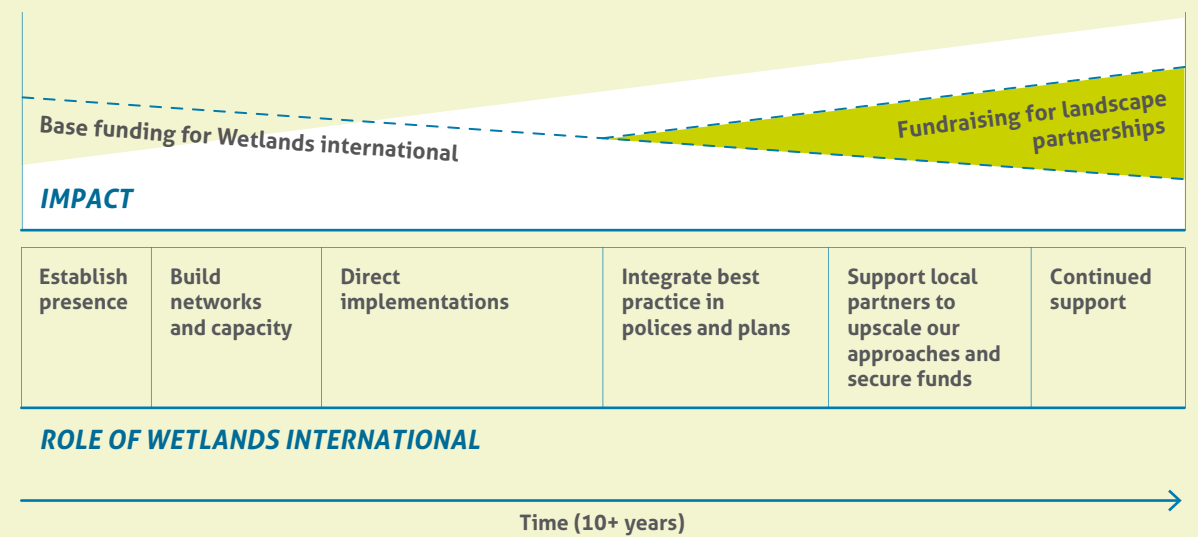 Base funding for Wetlands international
Fundraising for landscape
partnerships
IMPACT
Establish
presence
Build
networks
and capacity
Direct
implementations
Integrate best
practice in
polices and plans
Support local
partners to
upscale our
approaches and
secure funds
Continued
support
ROLE OF WETLANDS INTERNATIONAL
Time (10+ years)